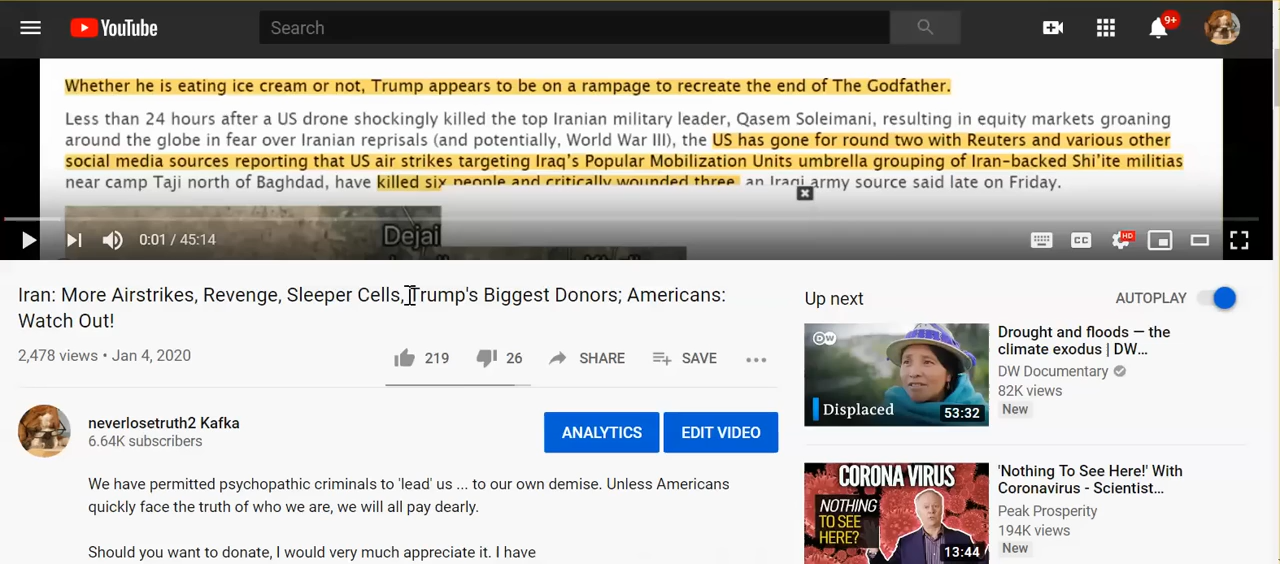 YouTube
Search
9+
Whether he is eating ice cream or not, Trump appears to be on a rampage to recreate the end of The Godfather.
Less than 24 hours after a US drone shockingly killed the top Iranian military leader, Qasem Soleimani, resulting in equity markets groaning
around the globe in fear over Iranian reprisals (and potentially, World War III), the US has gone for round two with Reuters and various other
social media sources reporting that US air strikes targeting Iraq's Popular Mobilization Units umbrella grouping of Iran-backed Shi'ite militias
near camp Taji north of Baghdad, have killed six people and critically wounded three, an Iraqi army source said late on Friday.
Dejai
0:01 / 45:14
CC
HD
Iran: More Airstrikes, Revenge, Sleeper Cells, Trump's Biggest Donors; Americans:
Watch Out!
2,478 views • Jan 4, 2020
219
26
SHARE
SAVE
neverlosetruth2 Kafka
6.64K subscribers
ANALYTICS
EDIT VIDEO
We have permitted psychopathic criminals to 'lead' us ... to our own demise. Unless Americans
quickly face the truth of who we are, we will all pay dearly.
Should you want to donate, I would very much appreciate it. I have
Up next
AUTOPLAY
DW
Displaced
53:32
Drought and floods — the
climate exodus | DW...
DW Documentary
82K views
New
CORONA VIRUS
NOTHING
TO SEE
HERE?
13:44
'Nothing To See Here!' With
Coronavirus - Scientist...
Peak Prosperity
194K views
New